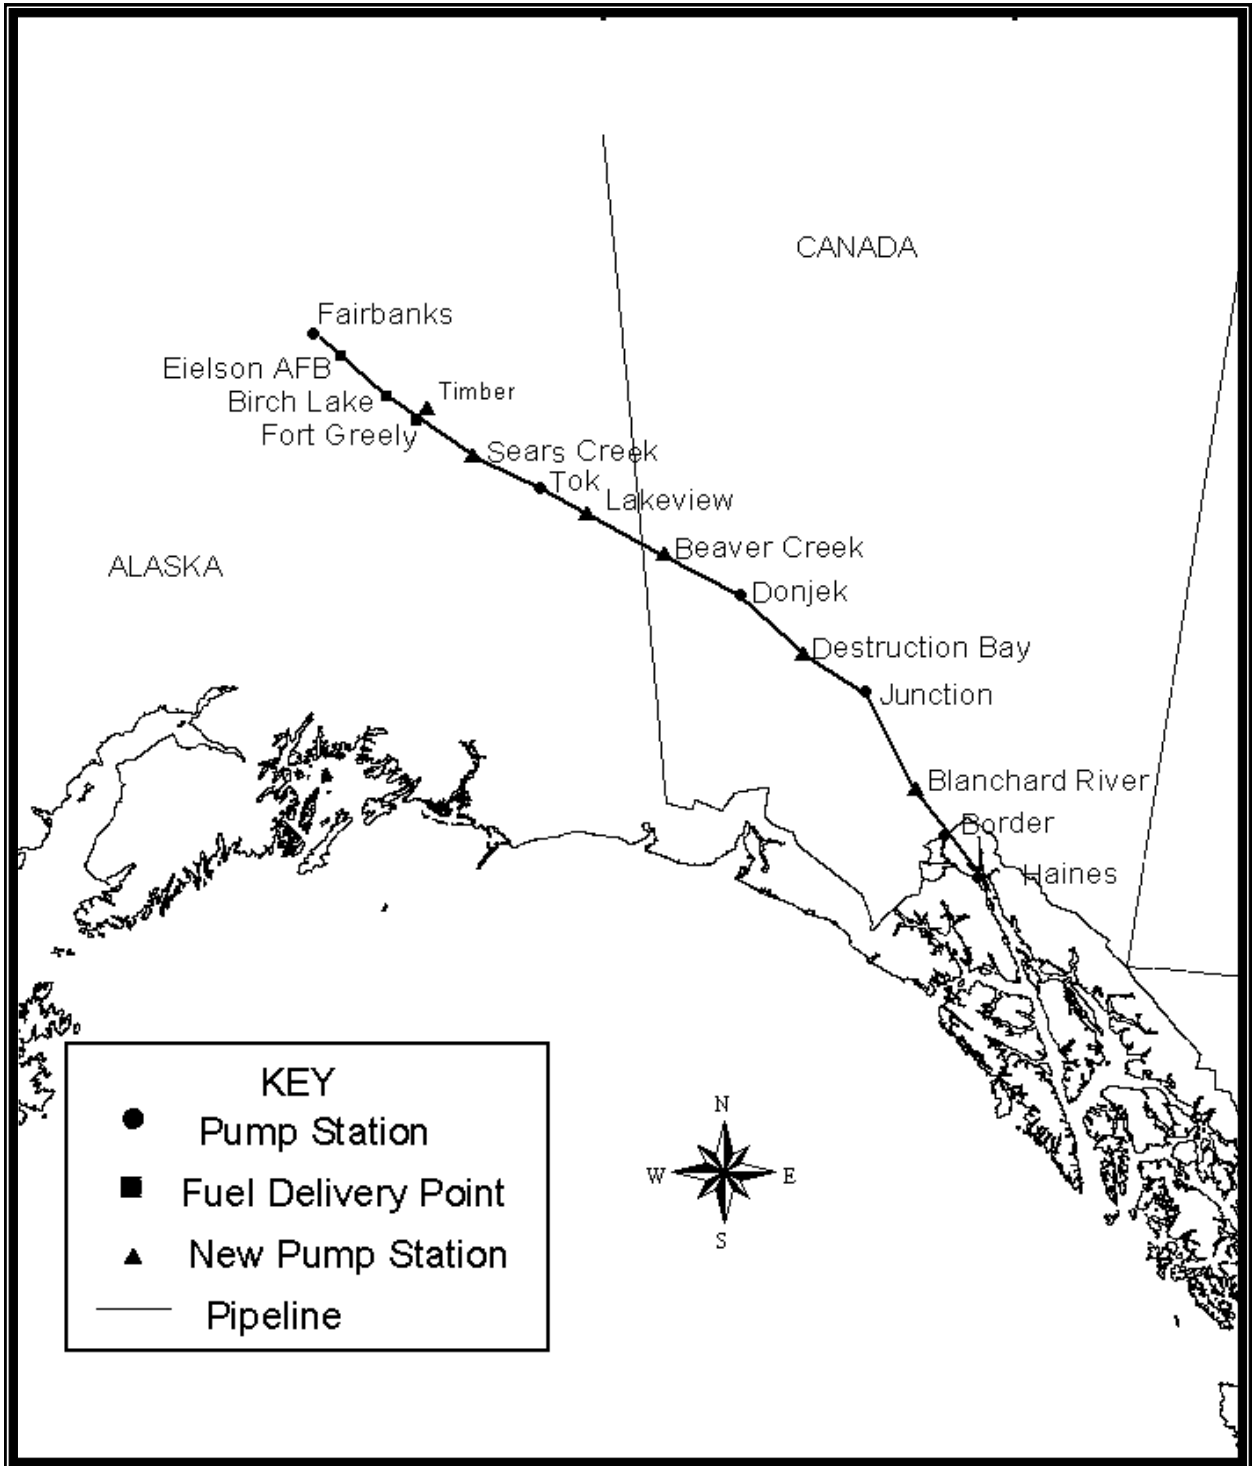 CANADA
Fairbanks
Eielson AFB
Timber
Birch Lake
Fort Greely
Sears Creek
Tok
Lakeview
Beaver Creek
ALASKA
Donjek
Destruction Bay
Junction
Blanchard River
Border
Haines
KEY
Pump Station
Fuel Delivery Point
New Pump Station
Pipeline
N
W E
S